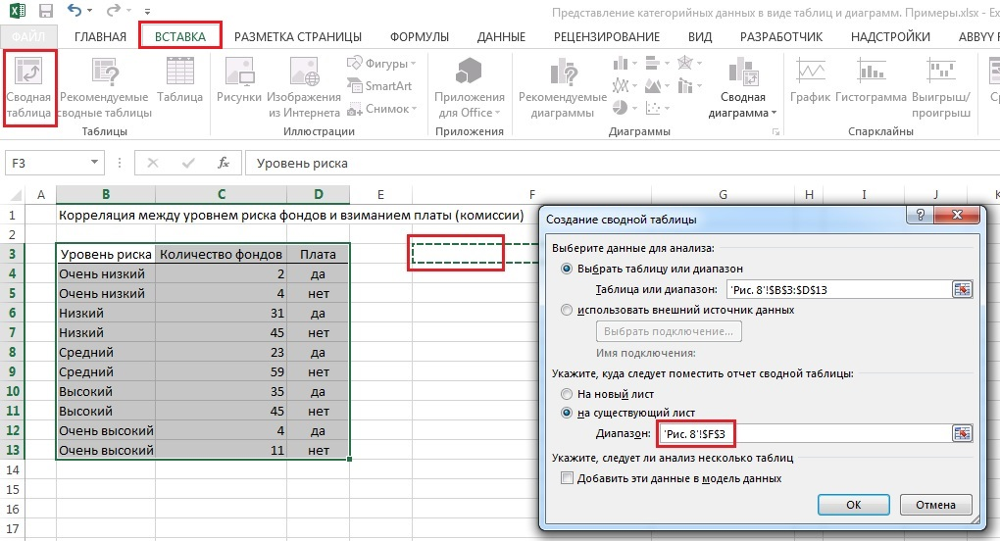 Представление категорийных данных в виде таблиц и диаграмм. Примеры.xlsx - Ex
ФАЙЛ ГЛАВНАЯ ВСТАВКА РАЗМЕТКА СТРАНИЦЫ ФОРМУЛЫ ДАННЫЕ РЕЦЕНЗИРОВАНИЕ ВИД РАЗРАБОТЧИК НАДСТРОЙКИ ABBYY F
Сводная таблица
Рекомендуемые сводные таблицы
Таблица
Таблицы
Рисунки
Изображения из Интернета
Фигуры
SmartArt
Снимок
Иллюстрации
Приложения для Office
Приложения
Рекомендуемые диаграммы
Сводная диаграмма
Диаграммы
График
Гистограмма
Выигрыш/проигрыш
Спарклайны
Ср
F3 fx Уровень риска
A B C D E F G H I J K
1 Корреляция между уровнем риска фондов и взиманием платы (комиссии)
2
3 Уровень риска Количество фондов Плата
4 Очень низкий 2 да
5 Очень низкий 4 нет
6 Низкий 31 да
7 Низкий 45 нет
8 Средний 23 да
9 Средний 59 нет
10 Высокий 35 да
11 Высокий 45 нет
12 Очень высокий 4 да
13 Очень высокий 11 нет
14
15
16
17
Создание сводной таблицы ?
Выберите данные для анализа:
Выбрать таблицу или диапазон
Таблица или диапазон: 'Рис. 8'!$B$3:$D$13
использовать внешний источник данных
Выбрать подключение...
Имя подключения:
Укажите, куда следует поместить отчет сводной таблицы:
На новый лист
на существующий лист
Диапазон: 'Рис. 8'!$F$3
Укажите, следует ли анализ несколько таблиц
Добавить эти данные в модель данных
ОК Отмена